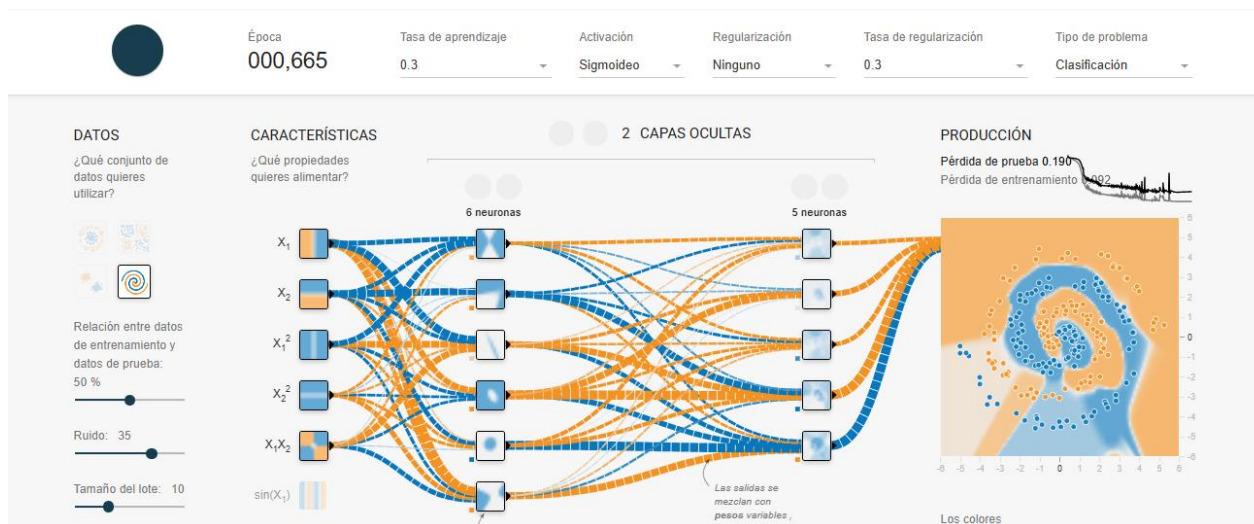 Época
000,665
Tasa de aprendizaje
0.3
Activación
Sigmoideo
Regularización
Ninguno
Tasa de regularización
0.3
Tipo de problema
Clasificación
DATOS
¿Qué conjunto de
datos quieres
utilizar?
Relación entre datos
de entrenamiento y
datos de prueba:
50 %
Ruido: 35
Tamaño del lote: 10
CARACTERÍSTICAS
¿Qué propiedades
quieres alimentar?
X₁
X₂
X₁²
X₂²
X₁X₂
sin(X₁)
2 CAPAS OCULTAS
6 neuronas
5 neuronas
Las salidas se
mezclan con
pesos variables ,
PRODUCCIÓN
Pérdida de prueba 0.190
Pérdida de entrenamiento
6
5
4
3
2
1
0
-1
-2
-3
-4
-5
-6
-6 -5 -4 -3 -2 -1 0 1 2 3 4 5 6
Los colores